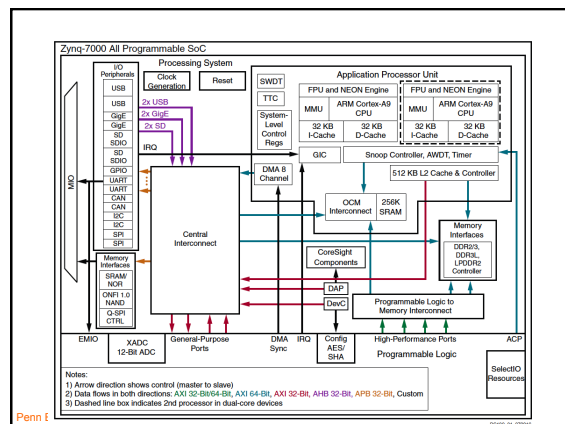 Zynq-7000 All Programmable SoC
I/O
Peripherals
USB
USB
GigE
GigE
SD
SDIO
SD
SDIO
GPIO
UART
UART
CAN
CAN
I2C
I2C
SPI
SPI
MIO
Processing System
Clock
Generation
Reset
2x USB
2x GigE
2x SD
IRQ
Application Processor Unit
SWDT
TTC
System-
Level
Control
Regs
FPU and NEON Engine
MMU
ARM Cortex-A9
CPU
32 KB
I-Cache
32 KB
D-Cache
FPU and NEON Engine
MMU
ARM Cortex-A9
CPU
32 KB
I-Cache
32 KB
D-Cache
GIC
Snoop Controller, AWDT, Timer
DMA 8
Channel
512 KB L2 Cache & Controller
OCM
Interconnect
256K
SRAM
Central
Interconnect
Memory
Interfaces
DDR2/3,
DDR3L,
LPDDR2
Controller
CoreSight
Components
DAP
DevC
Programmable Logic to
Memory Interconnect
Memory
Interfaces
SRAM/
NOR
ONFI 1.0
NAND
Q-SPI
CTRL
EMIO
XADC
12-Bit ADC
General-Purpose
Ports
DMA
Sync
IRQ
Config
AES/
SHA
High-Performance Ports
ACP
Programmable Logic
SelectIO
Resources
Notes:
1) Arrow direction shows control (master to slave)
2) Data flows in both directions: AXI 32-Bit/64-Bit, AXI 64-Bit, AXI 32-Bit, AHB 32-Bit, APB 32-Bit, Custom
3) Dashed line box indicates 2nd processor in dual-core devices
Penn